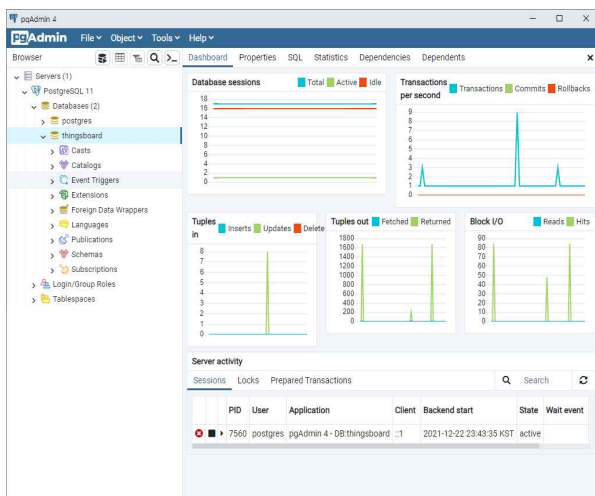 pgAdmin 4
pgAdmin File Object Tools Help
Browser
Dashboard Properties SQL Statistics Dependencies Dependents
Servers (1)
PostgreSQL 11
Databases (2)
postgres
thingsboard
Casts
Catalogs
Event Triggers
Extensions
Foreign Data Wrappers
Languages
Publications
Schemas
Subscriptions
Login/Group Roles
Tablespaces
Database sessions Total Active Idle
18
16
14
12
10
8
6
4
2
0
Transactions per second Transactions Commits Rollbacks
9
8
7
6
5
4
3
2
1
0
Tuples in Inserts Updates Delete
8
7
6
5
4
3
2
1
0
Tuples out Fetched Returned
1800
1600
1400
1200
1000
800
600
400
200
0
Block I/O Reads Hits
90
80
70
60
50
40
30
20
10
0
Server activity
Sessions Locks Prepared Transactions Search
PID User Application Client Backend start State Wait event
7560 postgres pgAdmin 4 - DB:thingsboard ::1 2021-12-22 23:43:35 KST active